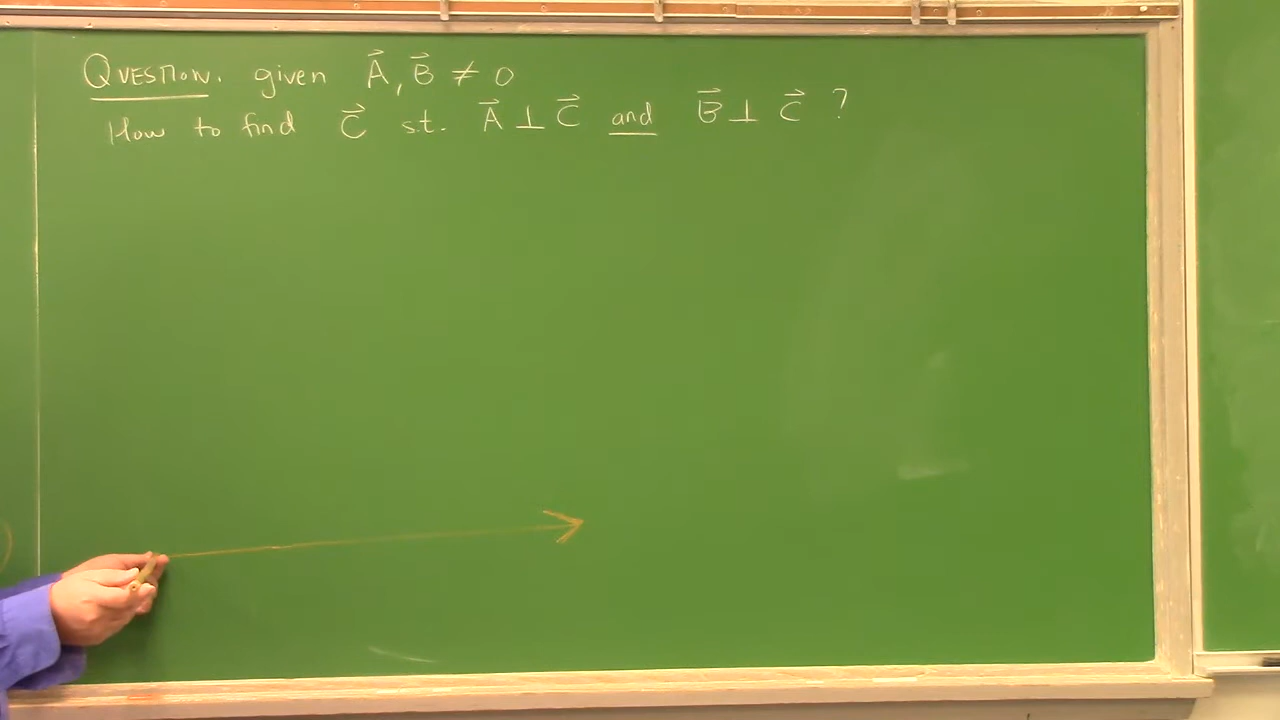 QUESTION. given A⃗, B⃗ ≠ 0
How to find C⃗ s.t. A⃗ ⊥ C⃗ and B⃗ ⊥ C⃗ ?